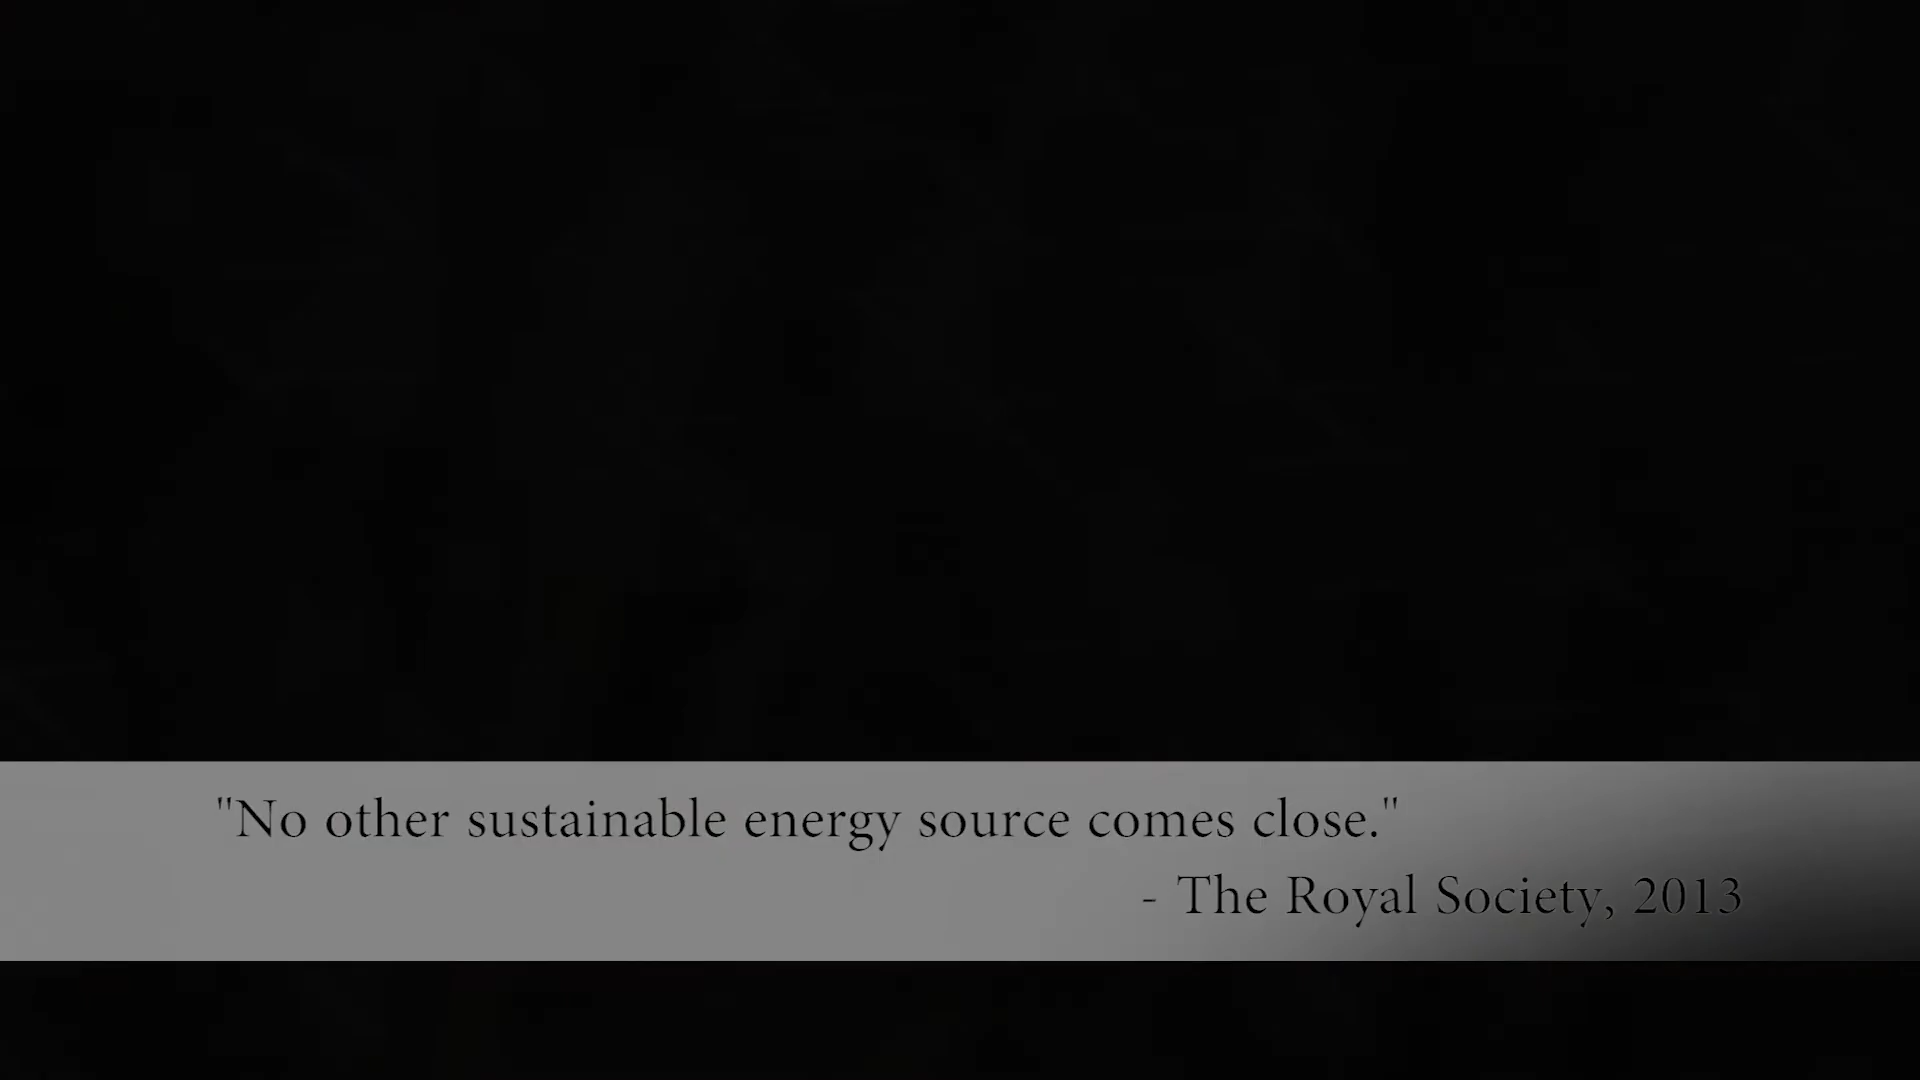 "No other sustainable energy source comes close."
- The Royal Society, 2013